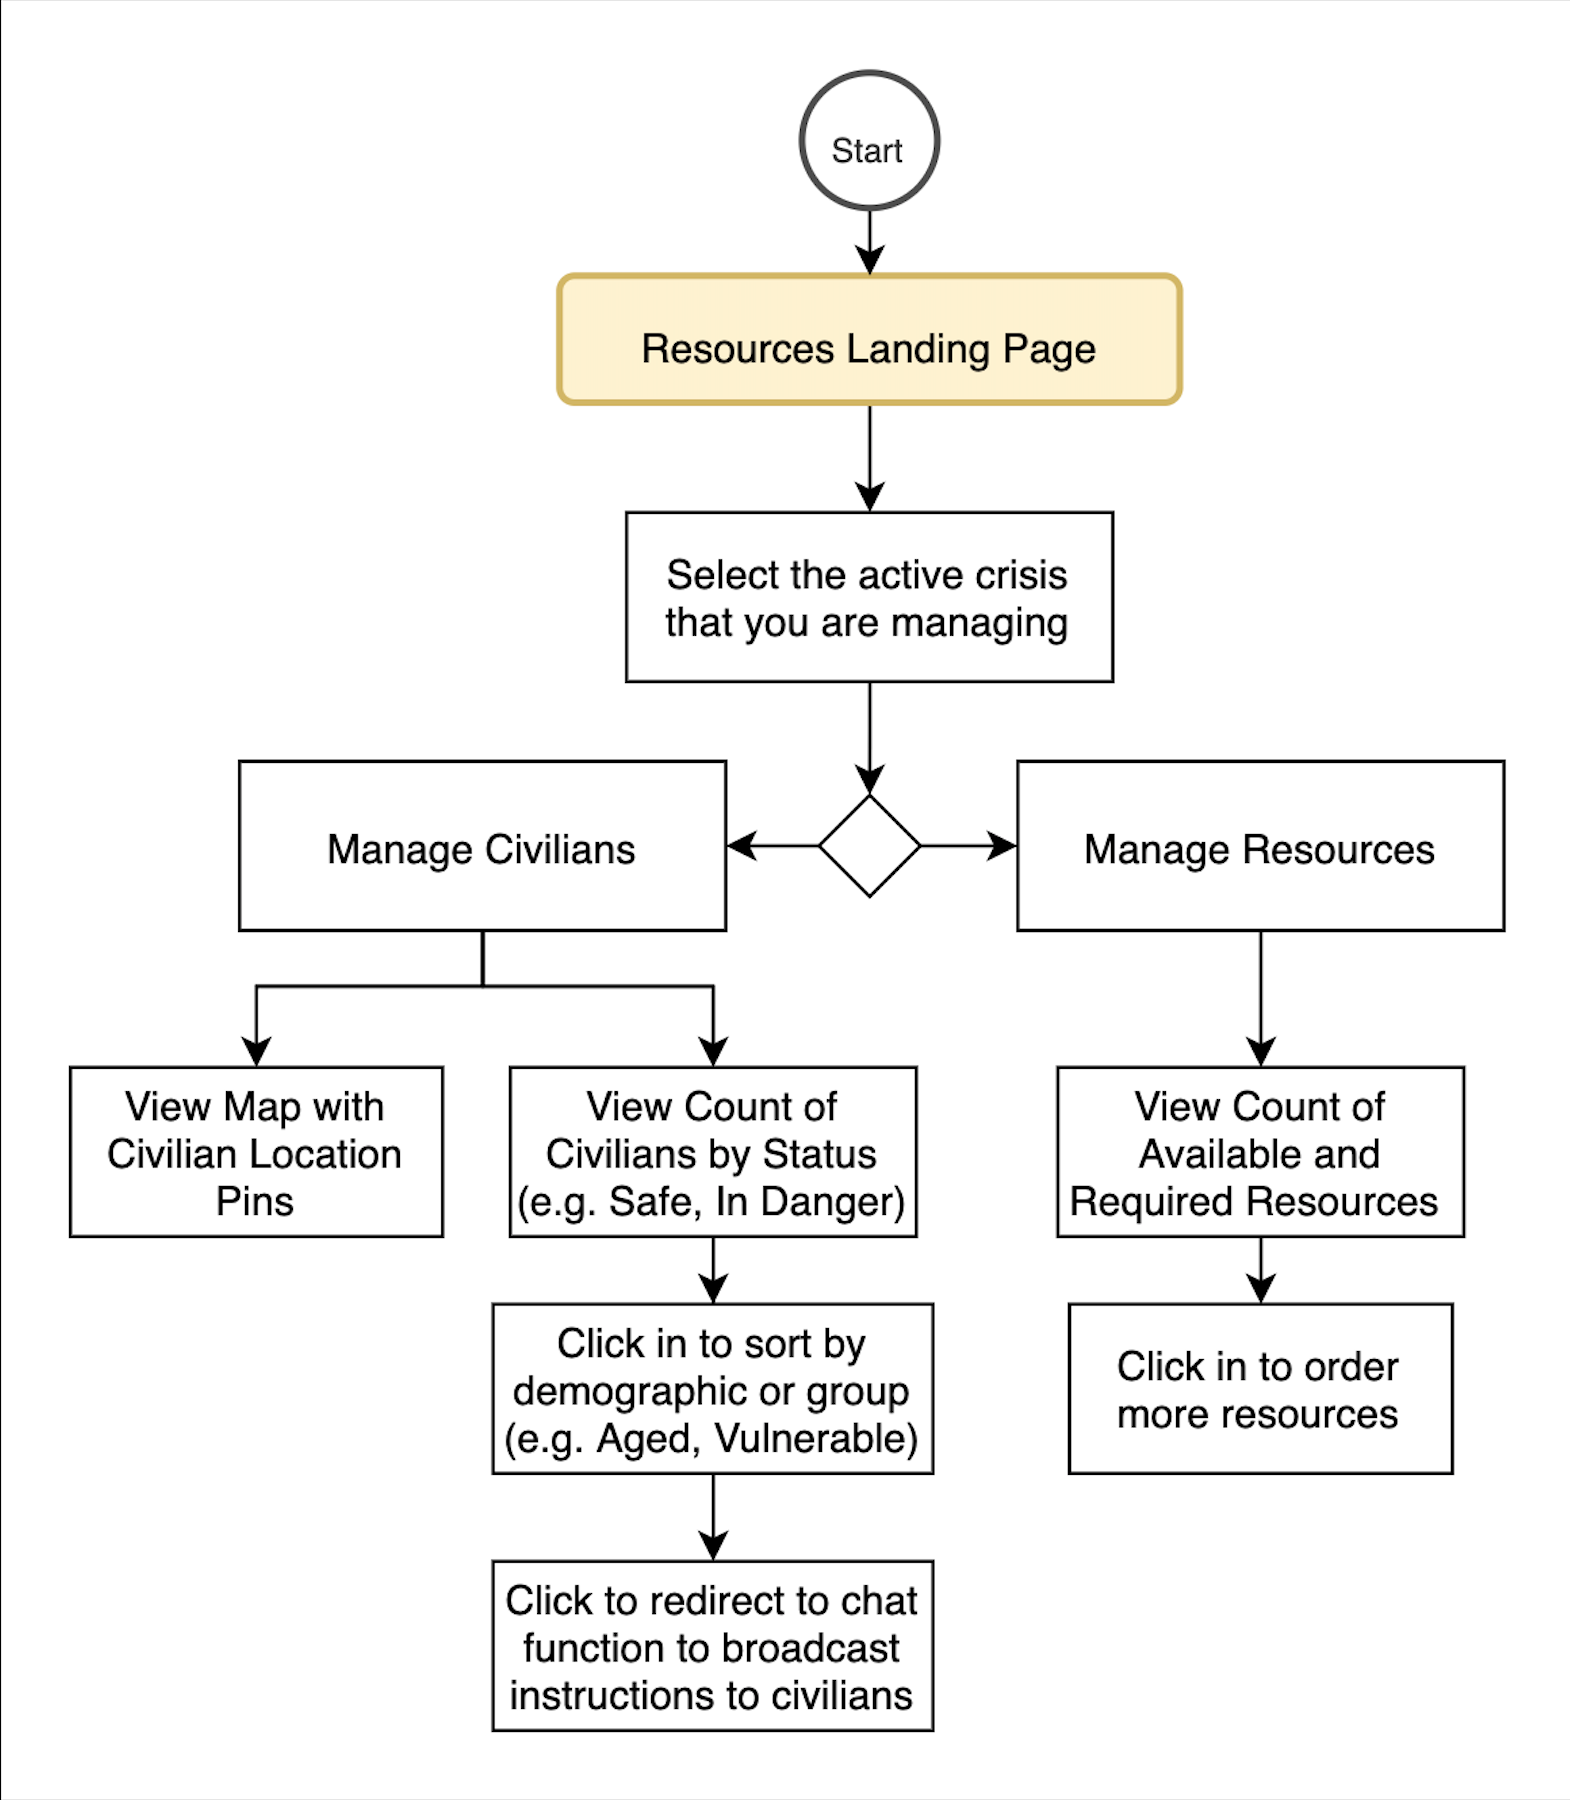 Start
Resources Landing Page
Select the active crisis
that you are managing
Manage Civilians
Manage Resources
View Map with
Civilian Location
Pins
View Count of
Civilians by Status
(e.g. Safe, In Danger)
View Count of
Available and
Required Resources
Click in to sort by
demographic or group
(e.g. Aged, Vulnerable)
Click in to order
more resources
Click to redirect to chat
function to broadcast
instructions to civilians